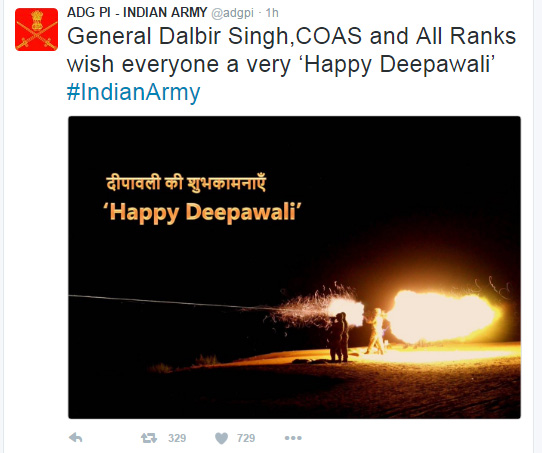 ADG PI - INDIAN ARMY @adgpi · 1h
General Dalbir Singh,COAS and All Ranks
wish everyone a very ‘Happy Deepawali’
#IndianArmy
दीपावली की शुभकामनाएँ
‘Happy Deepawali’
329 729